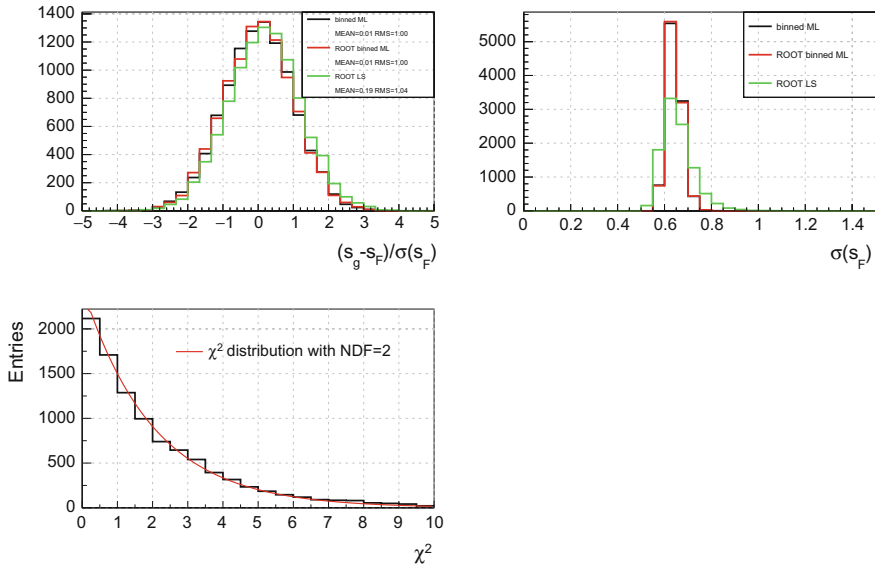 1400
1200
1000
800
600
400
200
0
−5 −4 −3 −2 −1 0 1 2 3 4 5
(s_g-s_F)/σ(s_F)
binned ML
MEAN=0.01 RMS=1.00
ROOT binned ML
MEAN=0.01 RMS=1.00
ROOT LS
MEAN=0.19 RMS=1.04
5000
4000
3000
2000
1000
0
0 0.2 0.4 0.6 0.8 1 1.2 1.4
σ(s_F)
binned ML
ROOT binned ML
ROOT LS
Entries
2000
1500
1000
500
0
0 1 2 3 4 5 6 7 8 9 10
χ²
χ² distribution with NDF=2